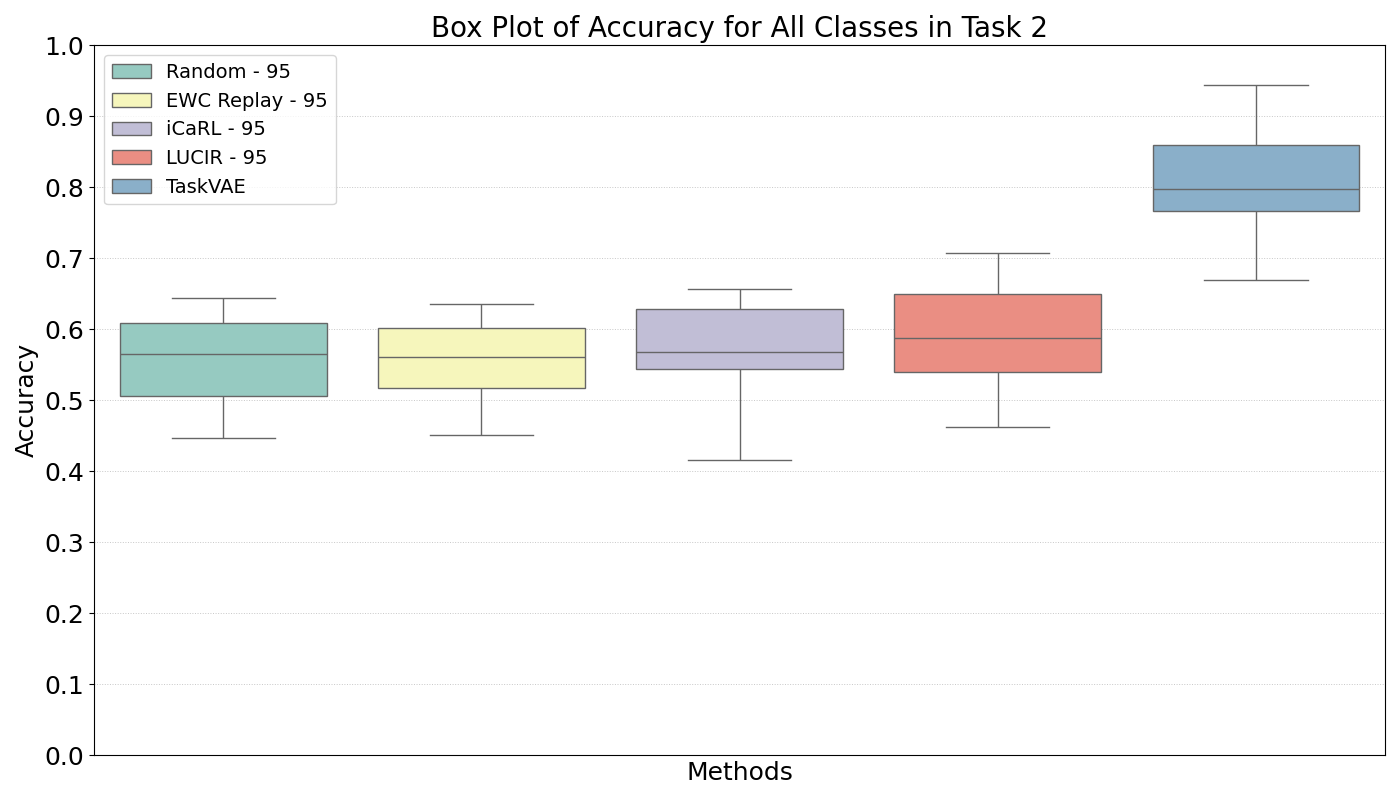 Box Plot of Accuracy for All Classes in Task 2
1.0
0.9
0.8
0.7
0.6
0.5
0.4
0.3
0.2
0.1
0.0
Accuracy
Random - 95
EWC Replay - 95
iCaRL - 95
LUCIR - 95
TaskVAE
Methods